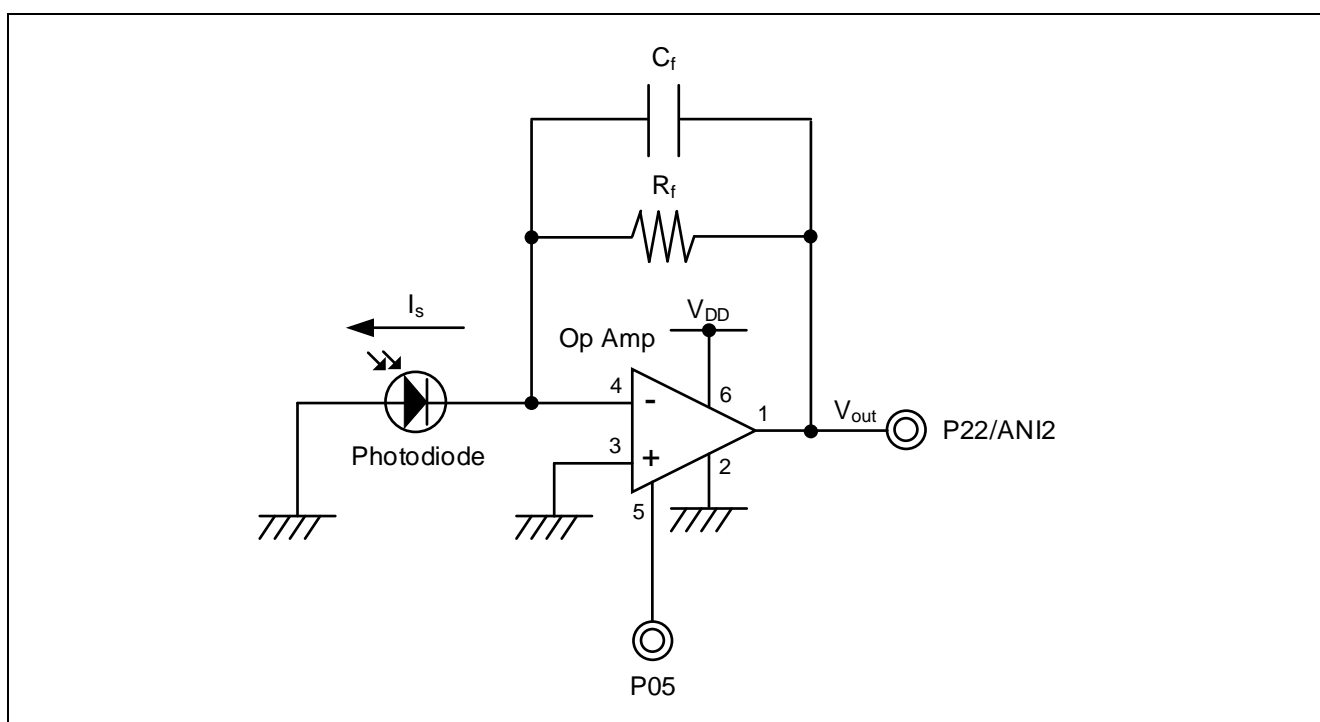 Cf
Rf
Is
VDD
Op Amp
4
6
-
1
Vout
P22/ANI2
3
+
2
Photodiode
5
P05